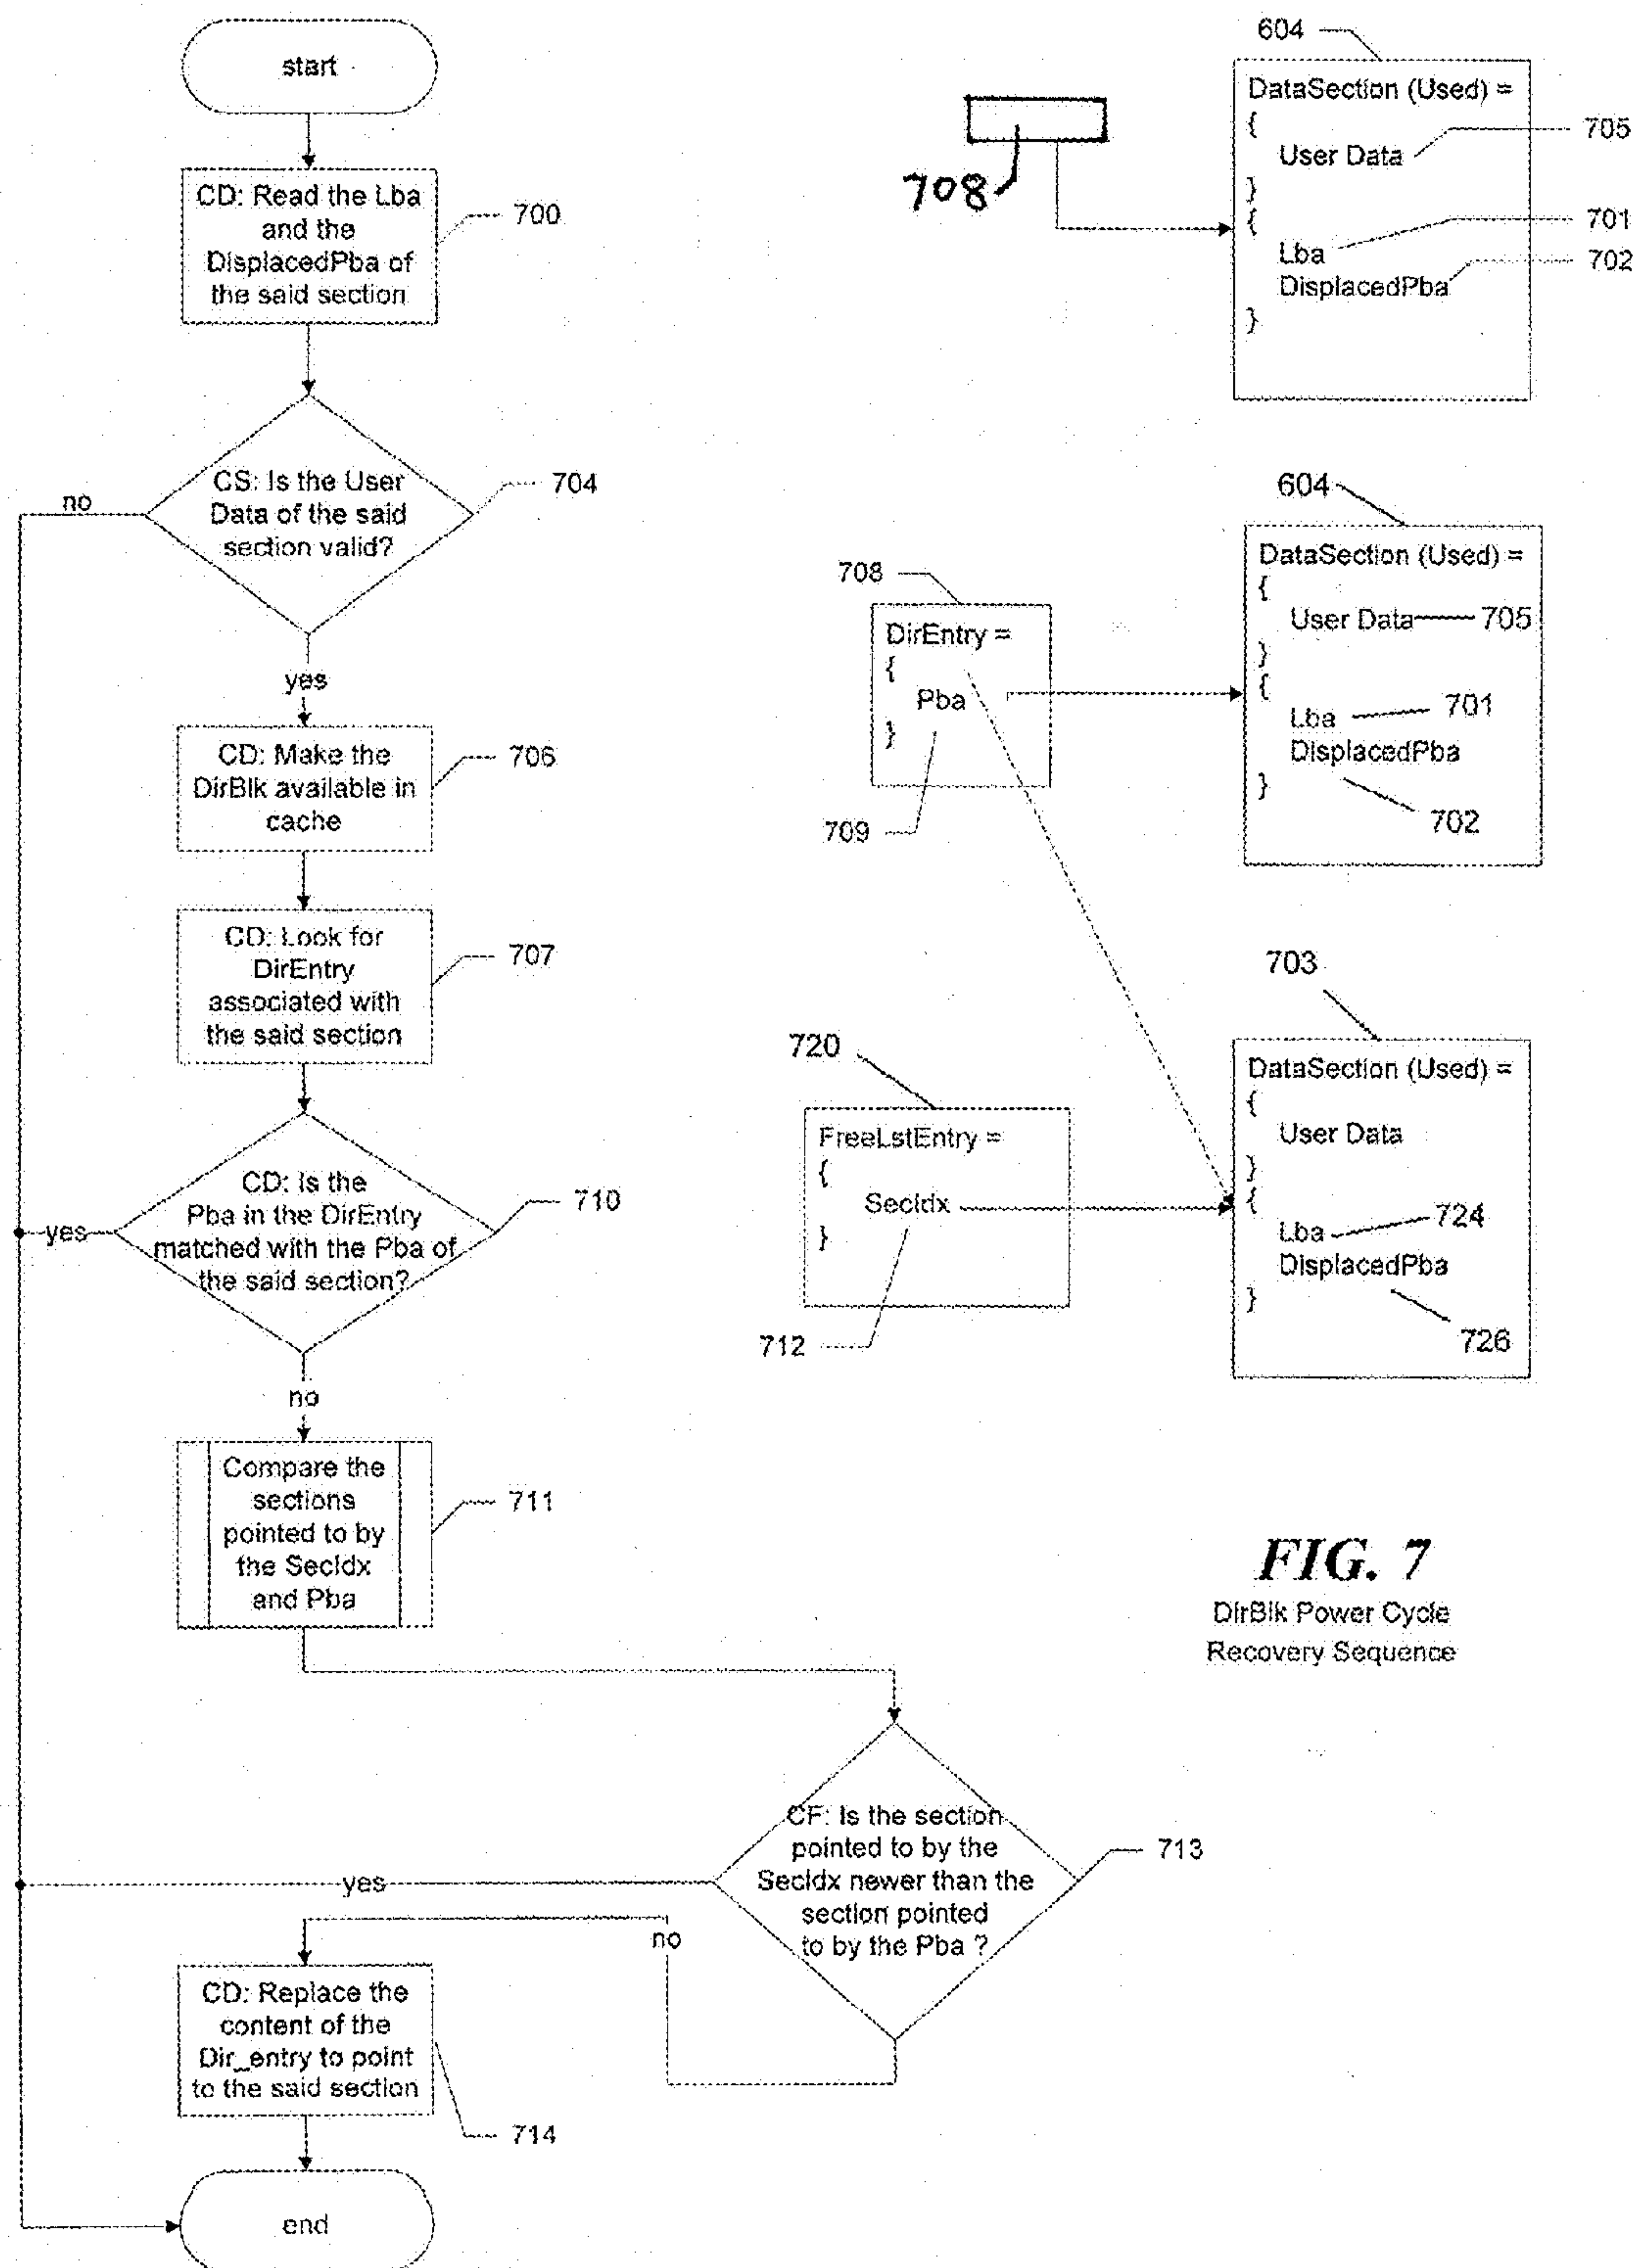 start
CD: Read the Lba
and the
DisplacedPba of
the said section
700
CS: Is the User
Data of the said
section valid?
704
no
yes
CD: Make the
DirBlk available in
cache
706
CD: Look for
DirEntry
associated with
the said section
707
CD: Is the
Pba in the DirEntry
matched with the Pba of
the said section?
710
yes
no
Compare the
sections
pointed to by
the SecIdx
and Pba
711
CF: Is the section
pointed to by the
SecIdx newer than the
section pointed
to by the Pba ?
713
yes
no
CD: Replace the
content of the
Dir_entry to point
to the said section
714
end
708
604
DataSection (Used) =
{
User Data
705
}
{
Lba
701
DisplacedPba
702
}
604
DataSection (Used) =
{
User Data
705
}
{
Lba
701
DisplacedPba
}
702
708
DirEntry =
{
Pba
}
709
703
DataSection (Used) =
{
User Data
}
{
Lba
724
DisplacedPba
}
726
720
FreeLstEntry =
{
SecIdx
}
712
FIG. 7
DirBlk Power Cycle
Recovery Sequence